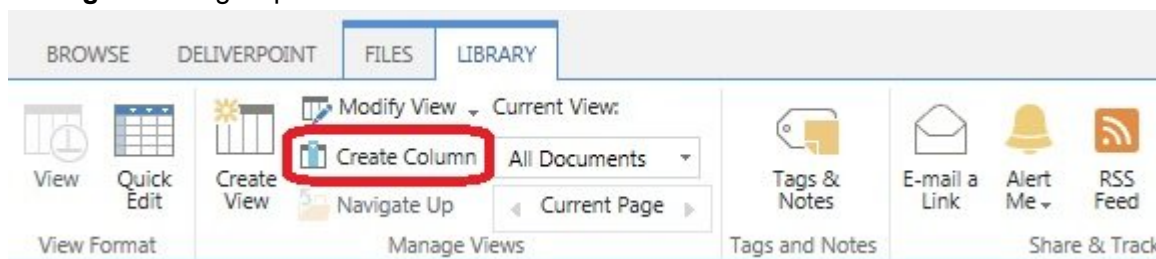 BROWSE DELIVERPOINT FILES LIBRARY
View
Quick
Edit
View Format
Create
View
Modify View
Create Column
Navigate Up
Current View:
All Documents
Current Page
Manage Views
Tags &
Notes
Tags and Notes
E-mail a
Link
Alert
Me
RSS
Feed
Share & Track